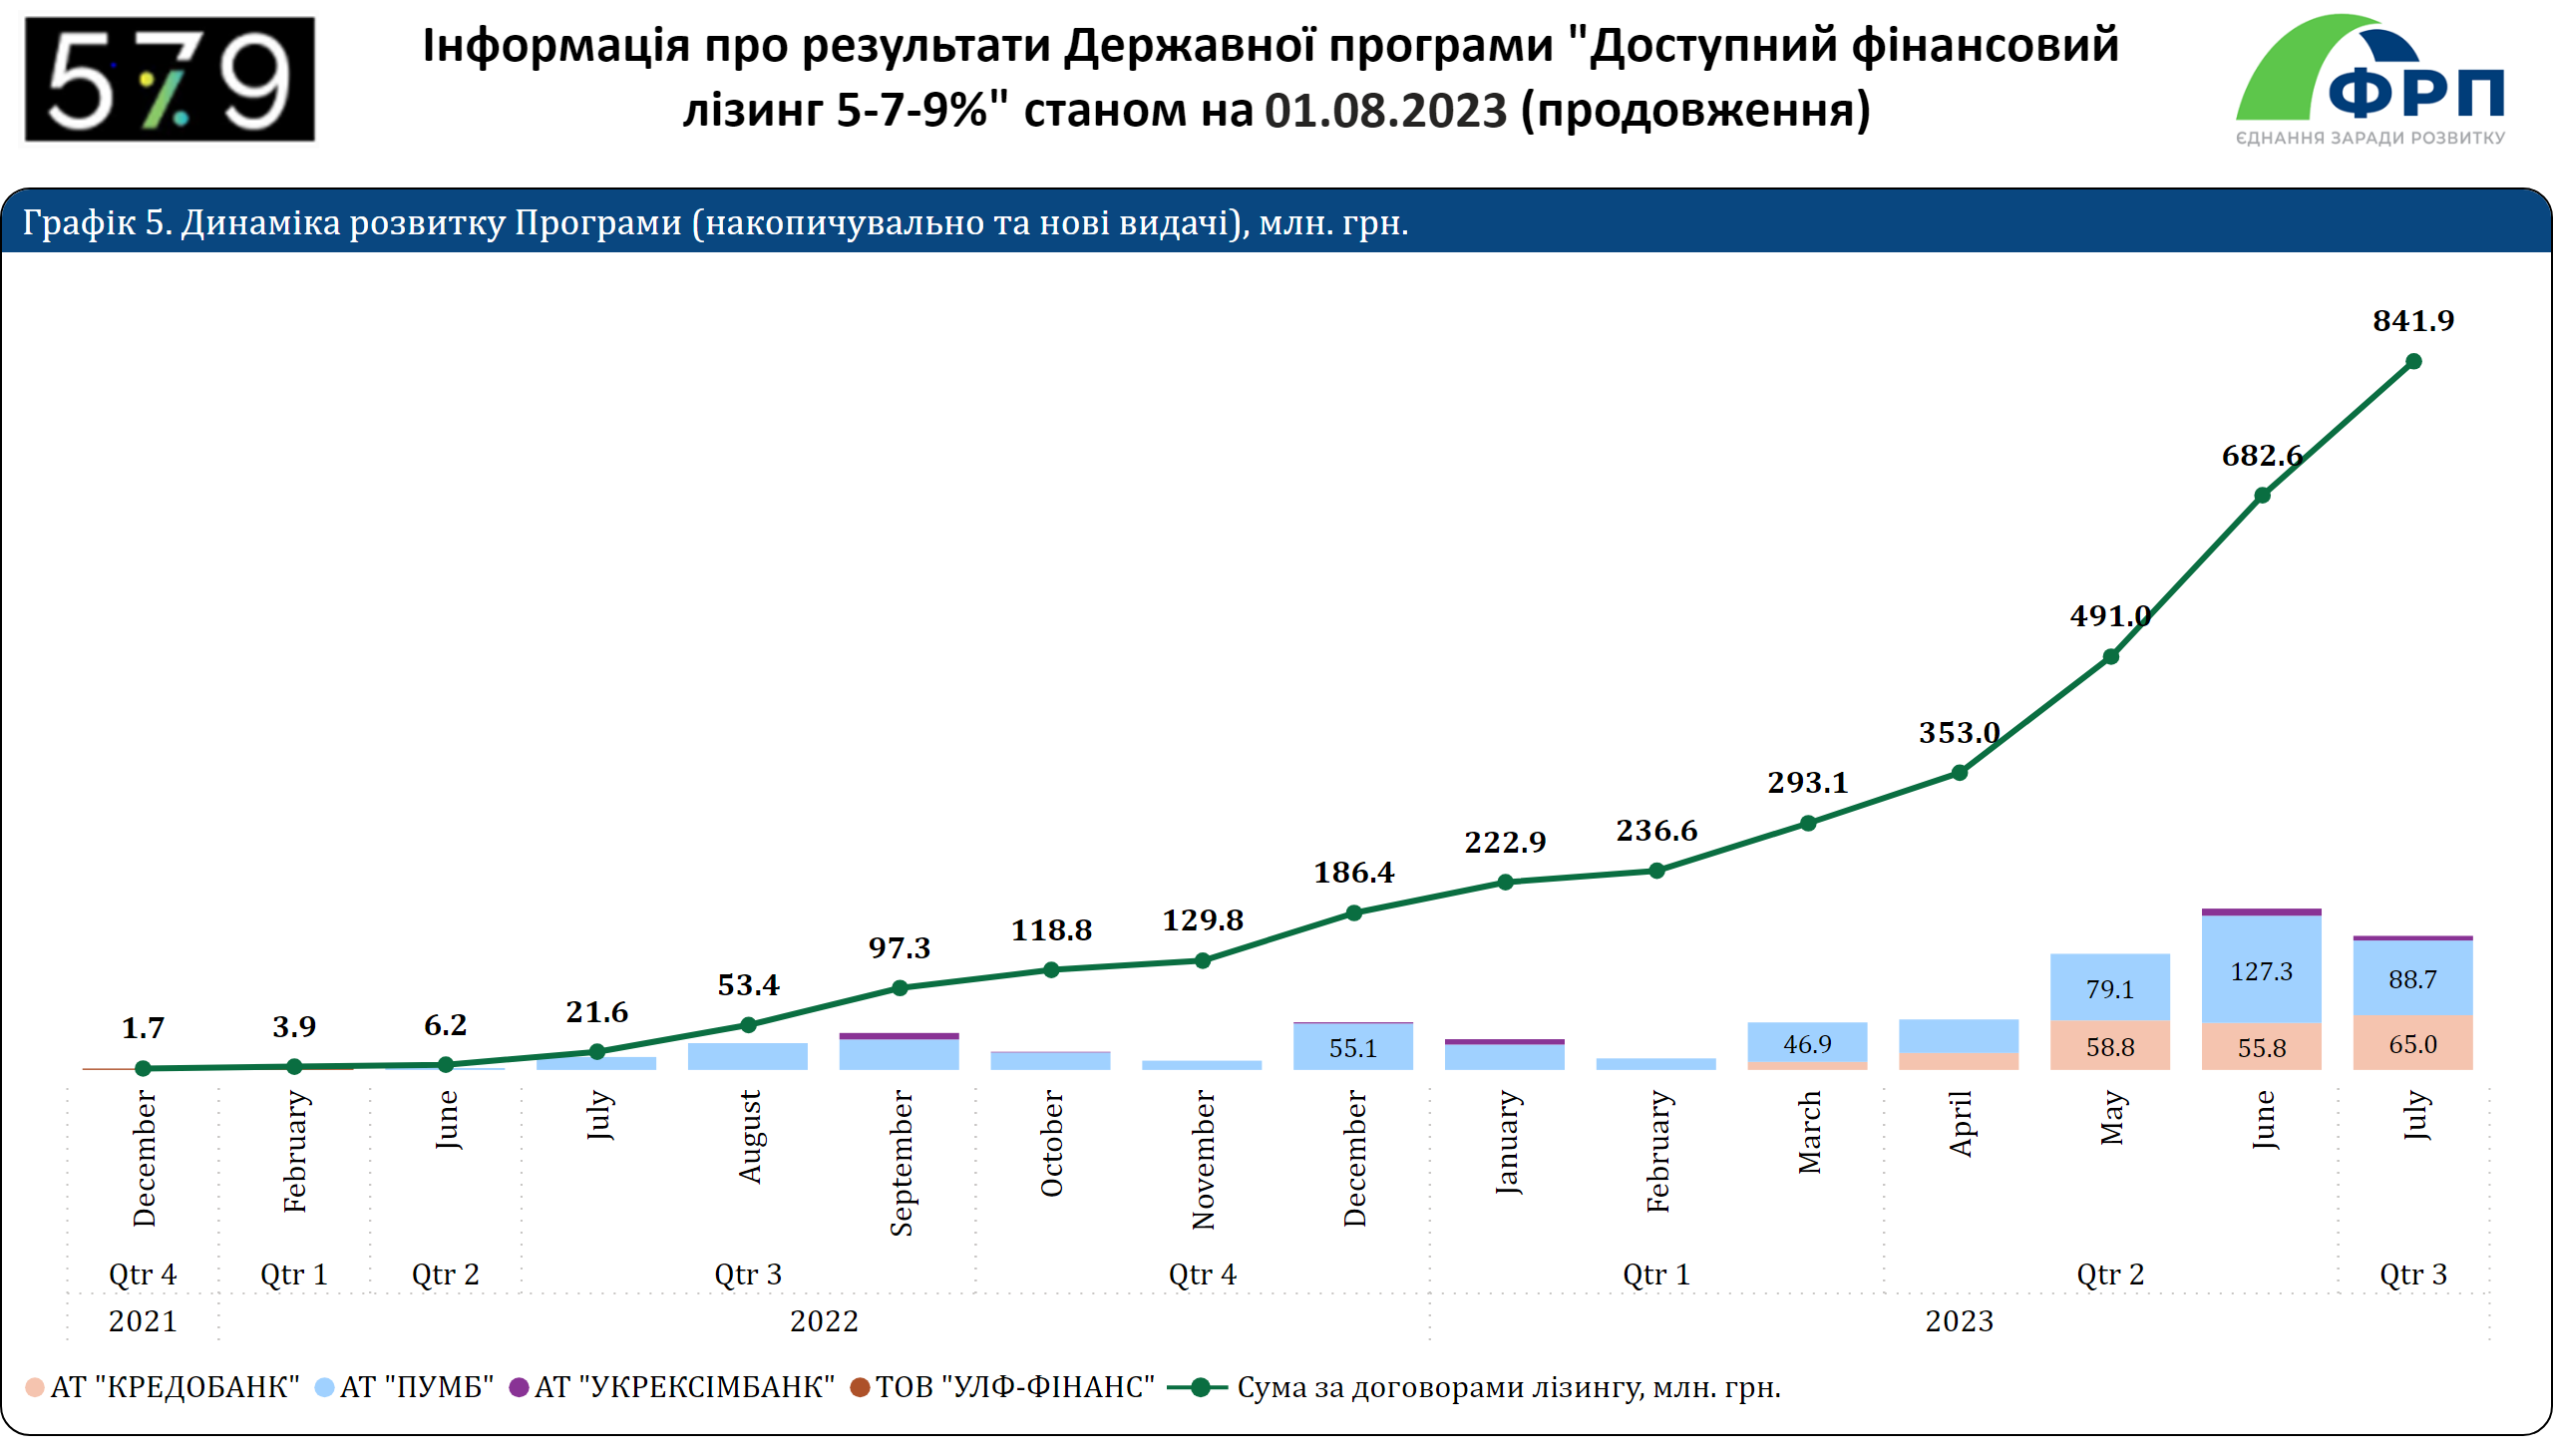 579
Інформація про результати Державної програми "Доступний фінансовий
лізинг 5-7-9%" станом на 01.08.2023 (продовження)
ФРП
ЄДНАННЯ ЗАРАДИ РОЗВИТКУ
Графік 5. Динаміка розвитку Програми (накопичувально та нові видачі), млн. грн.
1.7
3.9
6.2
21.6
53.4
97.3
118.8
129.8
186.4
222.9
236.6
293.1
353.0
491.0
682.6
841.9
55.1
46.9
79.1
58.8
127.3
55.8
88.7
65.0
December
February
June
July
August
September
October
November
December
January
February
March
April
May
June
July
Qtr 4
Qtr 1
Qtr 2
Qtr 3
Qtr 4
Qtr 1
Qtr 2
Qtr 3
2021
2022
2023
АТ "КРЕДОБАНК" АТ "ПУМБ" АТ "УКРЕКСІМБАНК" ТОВ "УЛФ-ФІНАНС" Сума за договорами лізингу, млн. грн.